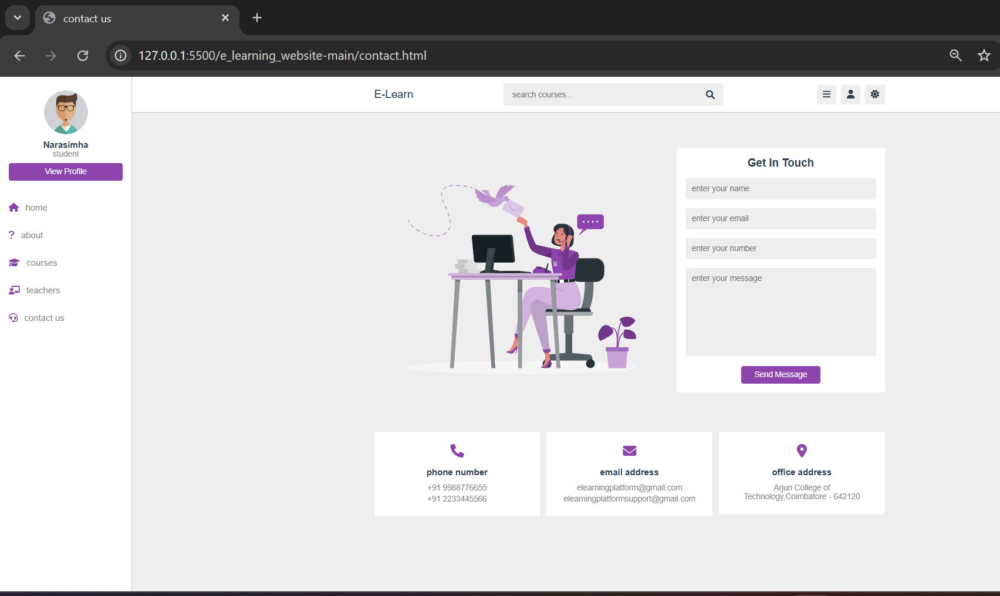 contact us
127.0.0.1:5500/e_learning_website-main/contact.html
E-Learn
search courses...
Narasimha
student
View Profile
home
about
courses
teachers
contact us
Get In Touch
enter your name
enter your email
enter your number
enter your message
Send Message
phone number
+91 9988776655
+91 2233445566
email address
elearningplatform@gmail.com
elearningplatformsupport@gmail.com
office address
Arjun College of
Technology,Coimbatore - 642120